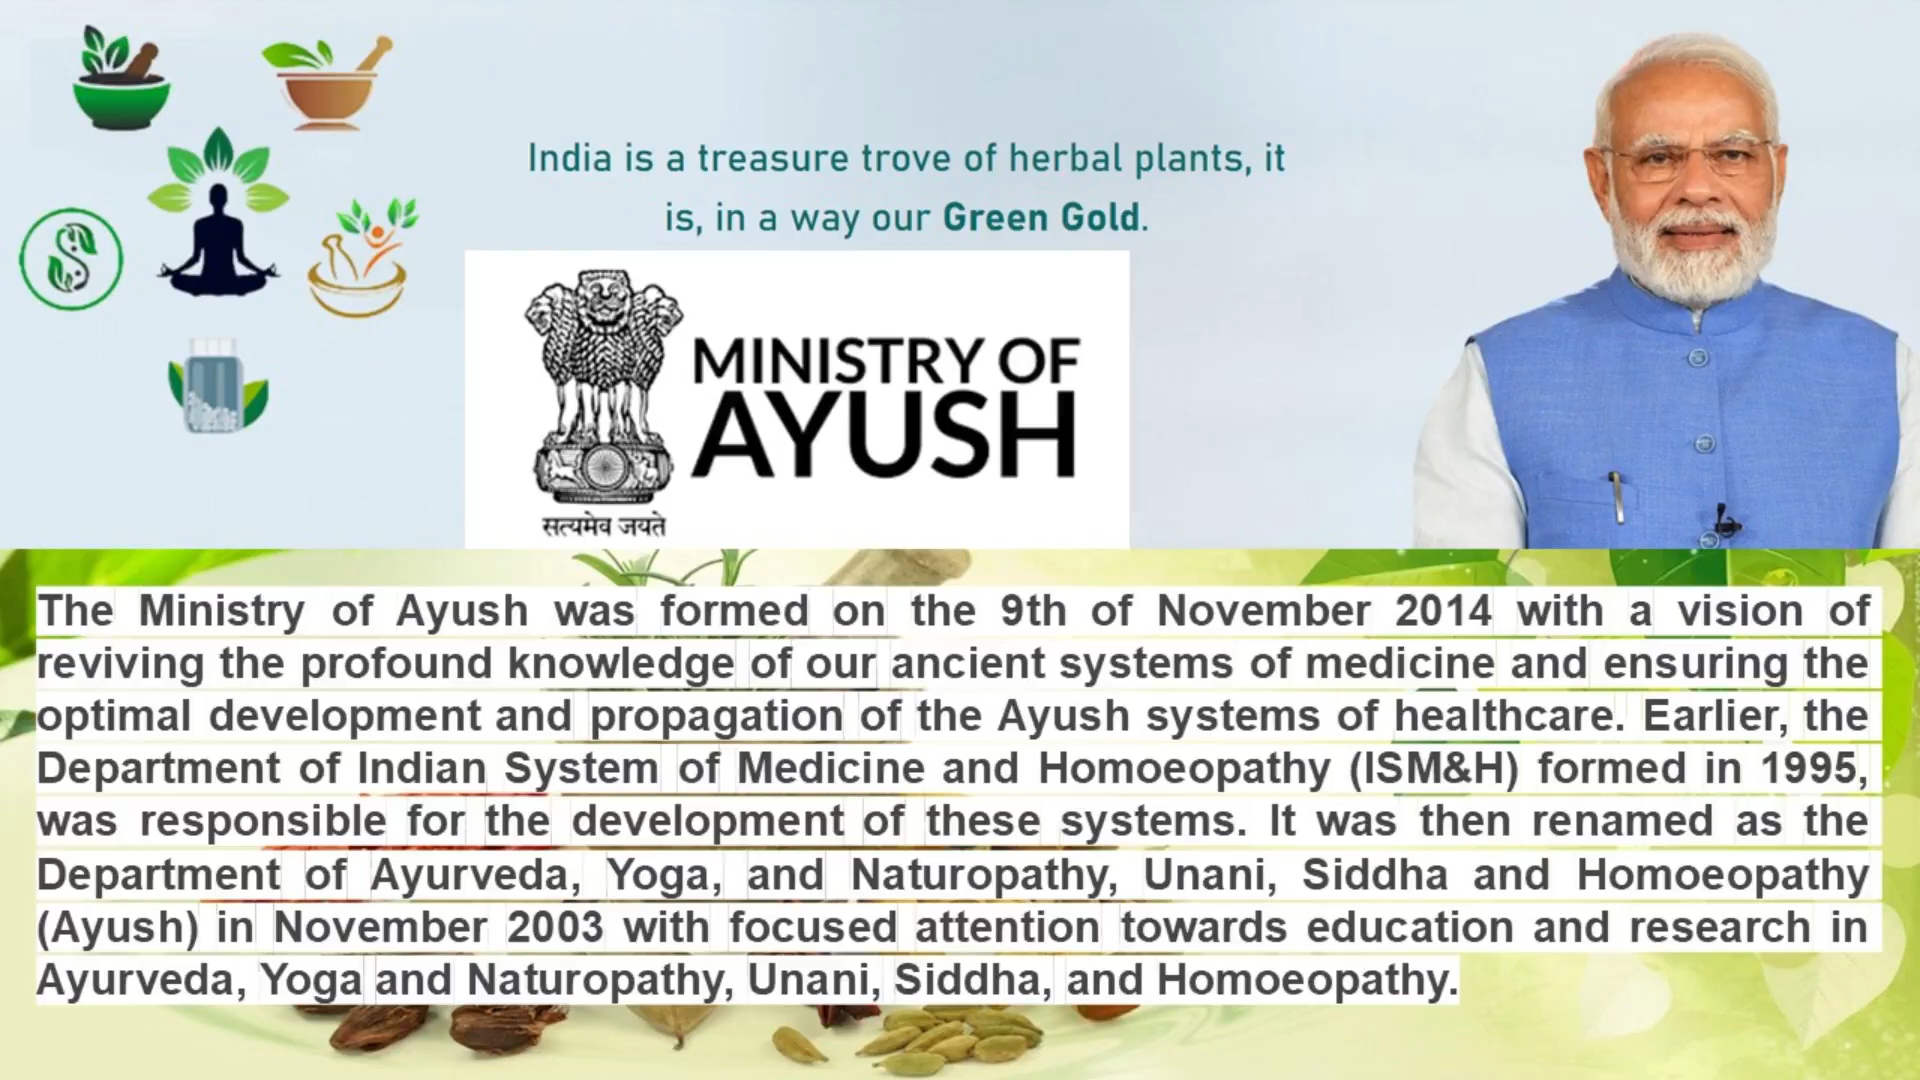 India is a treasure trove of herbal plants, it
is, in a way our Green Gold.
MINISTRY OF
AYUSH
सत्यमेव जयते
The Ministry of Ayush was formed on the 9th of November 2014 with a vision of
reviving the profound knowledge of our ancient systems of medicine and ensuring the
optimal development and propagation of the Ayush systems of healthcare. Earlier, the
Department of Indian System of Medicine and Homoeopathy (ISM&H) formed in 1995,
was responsible for the development of these systems. It was then renamed as the
Department of Ayurveda, Yoga, and Naturopathy, Unani, Siddha and Homoeopathy
(Ayush) in November 2003 with focused attention towards education and research in
Ayurveda, Yoga and Naturopathy, Unani, Siddha, and Homoeopathy.